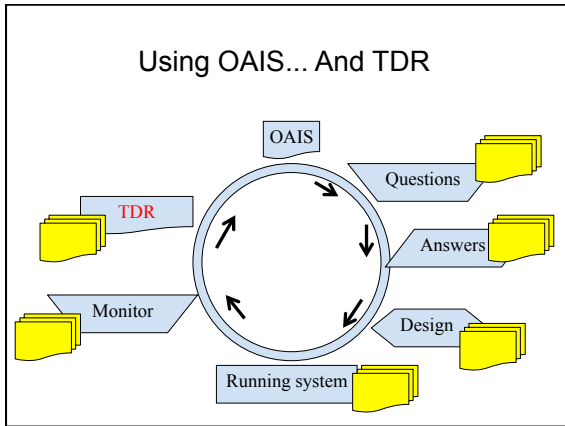 Using OAIS... And TDR
OAIS
Questions
Answers
Design
Running system
Monitor
TDR